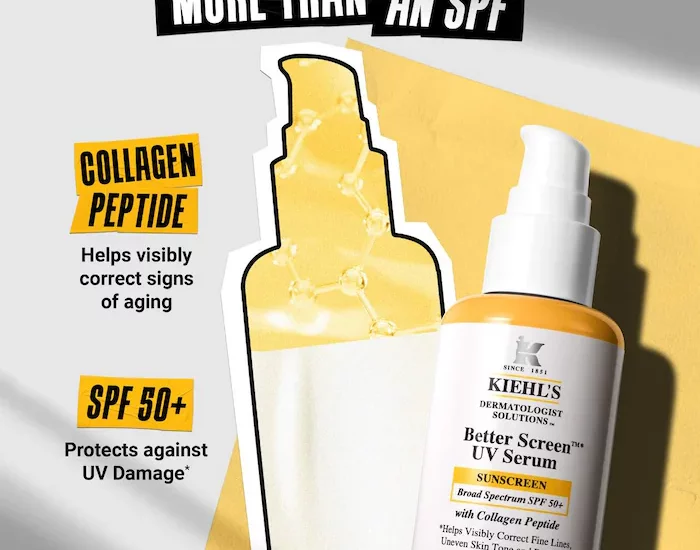 MORE THAN AN SPF
COLLAGEN
PEPTIDE
Helps visibly
correct signs
of aging
SPF 50+
Protects against
UV Damage*
SINCE 1851
KIEHL'S
DERMATOLOGIST
SOLUTIONS™
Better Screen™*
UV Serum
SUNSCREEN
Broad Spectrum SPF 50+
with Collagen Peptide
*Helps Visibly Correct Fine Lines,
Uneven Skin Tone